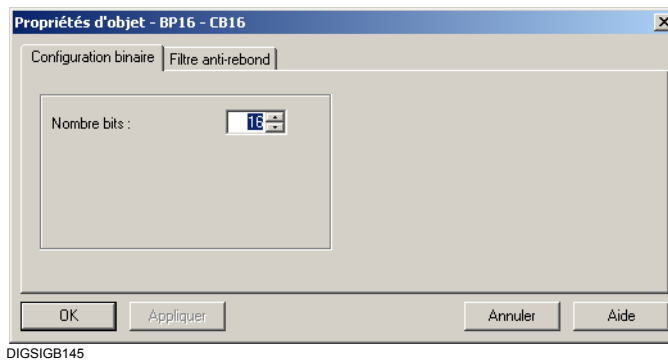 Propriétés d'objet - BP16 - CB16
Configuration binaire Filtre anti-rebond
Nombre bits : 16
OK Appliquer Annuler Aide
DIGSIGB145